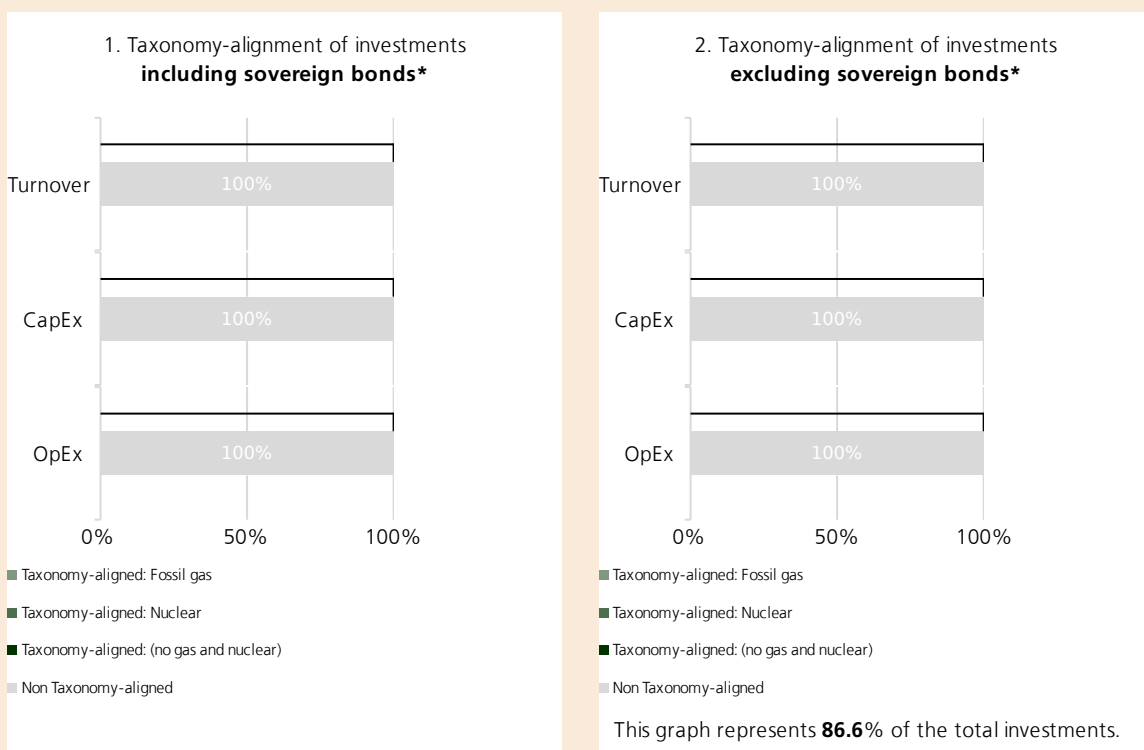 1. Taxonomy-alignment of investments
including sovereign bonds*
Turnover
100%
CapEx
100%
OpEx
100%
0% 50% 100%
Taxonomy-aligned: Fossil gas
Taxonomy-aligned: Nuclear
Taxonomy-aligned: (no gas and nuclear)
Non Taxonomy-aligned
2. Taxonomy-alignment of investments
excluding sovereign bonds*
Turnover
100%
CapEx
100%
OpEx
100%
0% 50% 100%
Taxonomy-aligned: Fossil gas
Taxonomy-aligned: Nuclear
Taxonomy-aligned: (no gas and nuclear)
Non Taxonomy-aligned
This graph represents 86.6% of the total investments.